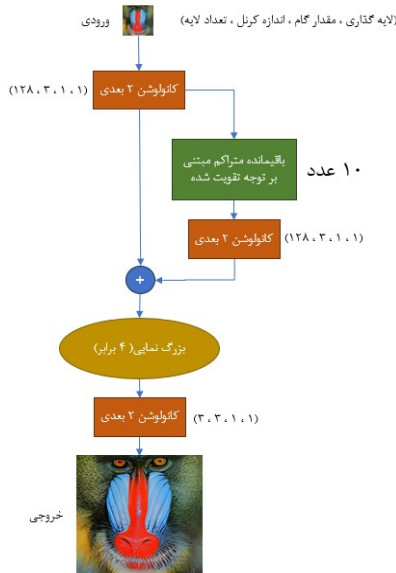 (لایه گذاری ، مقدار گام ، اندازه کرنل ، تعداد لایه)
ورودی
کانولوشن ۲ بعدی
(۱۲۸ ، ۳ ، ۱ ، ۱)
باقیمانده متراکم مبتنی
بر توجه تقویت شده
۱۰ عدد
کانولوشن ۲ بعدی
(۱۲۸ ، ۳ ، ۱ ، ۱)
+
بزرگ نمایی( ۴ برابر)
کانولوشن ۲ بعدی
(۳ ، ۳ ، ۱ ، ۱)
خروجی